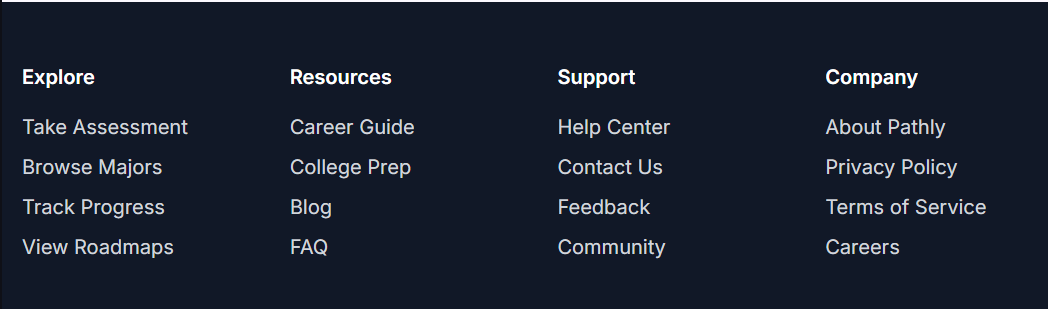 Explore
Take Assessment
Browse Majors
Track Progress
View Roadmaps
Resources
Career Guide
College Prep
Blog
FAQ
Support
Help Center
Contact Us
Feedback
Community
Company
About Pathly
Privacy Policy
Terms of Service
Careers